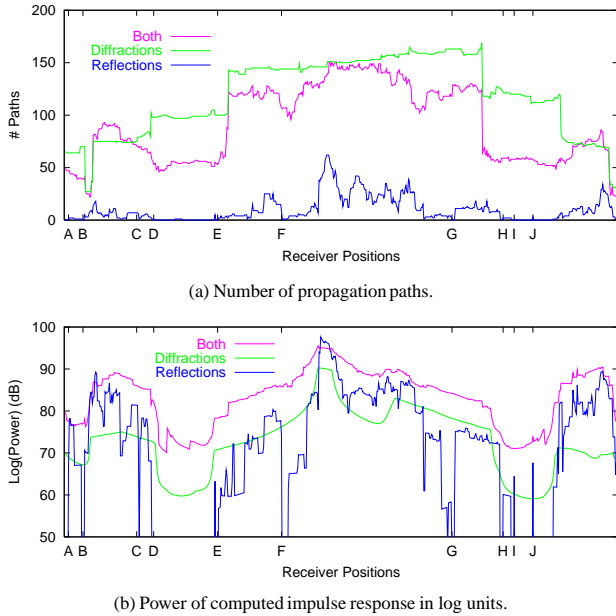 200
150
100
50
0
# Paths
Both
Diffractions
Reflections
A B C D E F G H I J
Receiver Positions
(a) Number of propagation paths.
100
90
80
70
60
50
Log(Power) (dB)
Both
Diffractions
Reflections
A B C D E F G H I J
Receiver Positions
(b) Power of computed impulse response in log units.